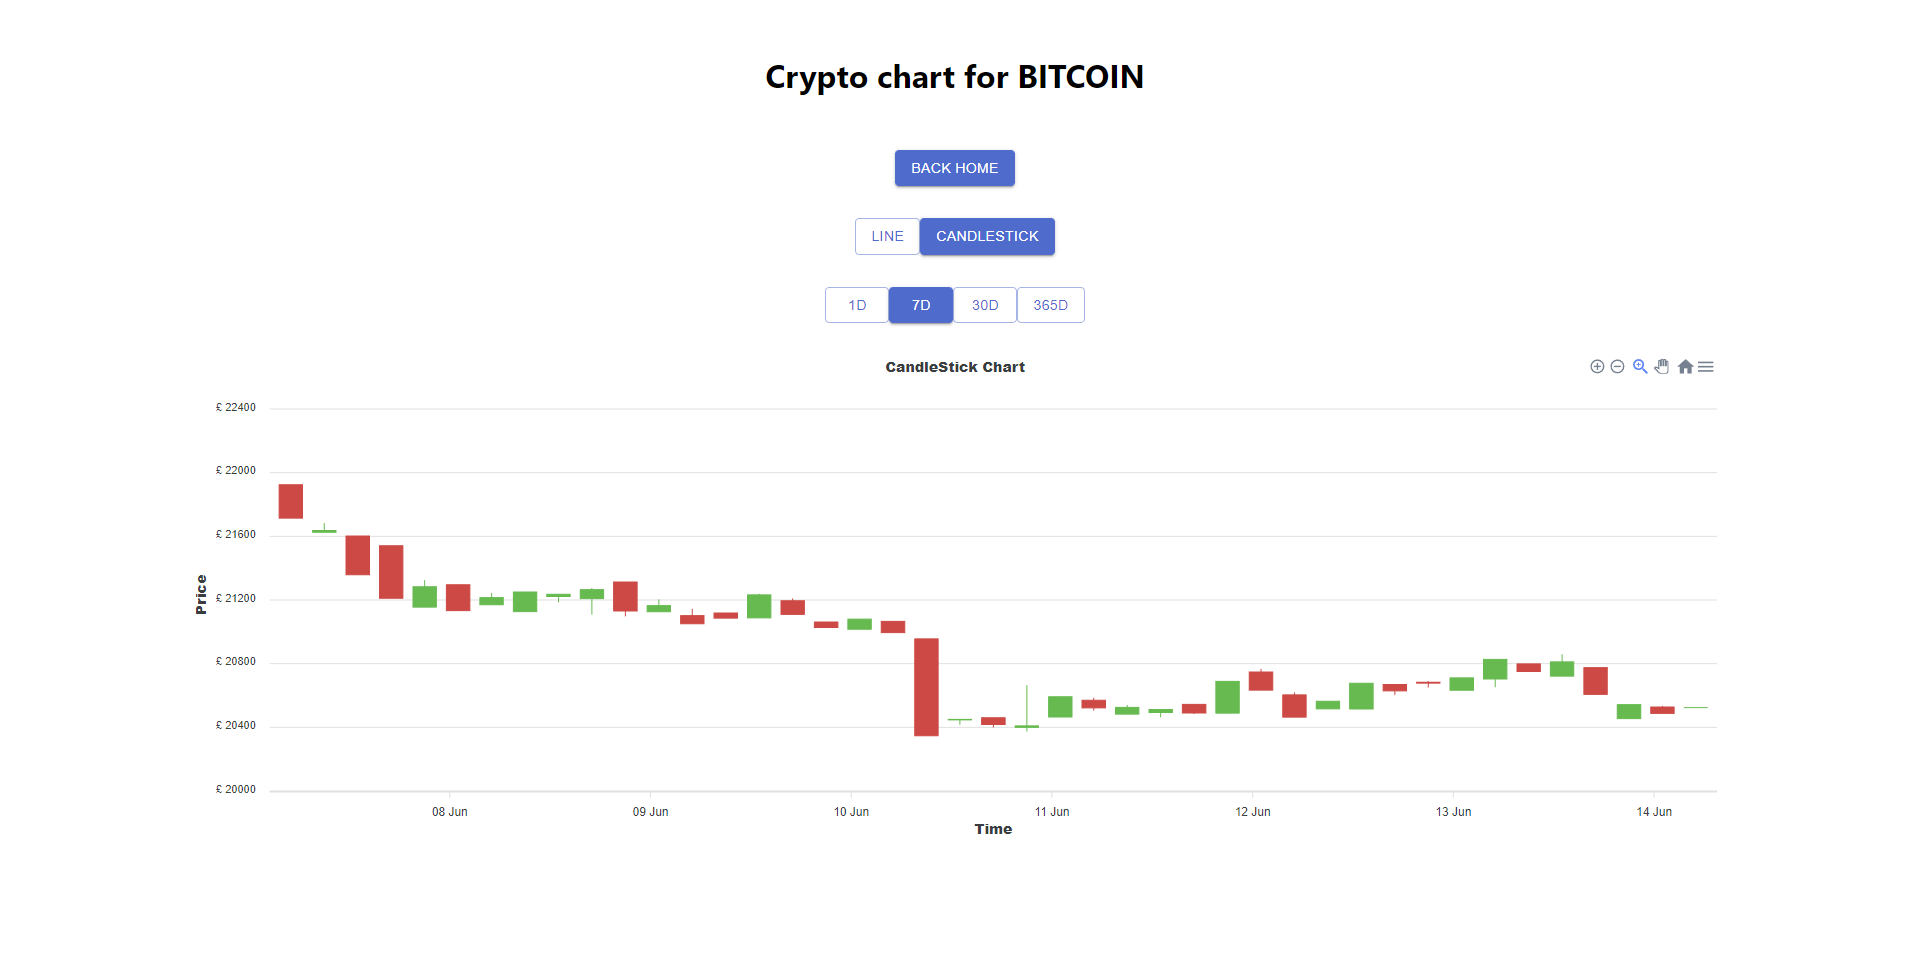 Crypto chart for BITCOIN
BACK HOME
LINE CANDLESTICK
1D 7D 30D 365D
CandleStick Chart
£ 22400
£ 22000
£ 21600
£ 21200
£ 20800
£ 20400
£ 20000
Price
08 Jun 09 Jun 10 Jun 11 Jun 12 Jun 13 Jun 14 Jun
Time